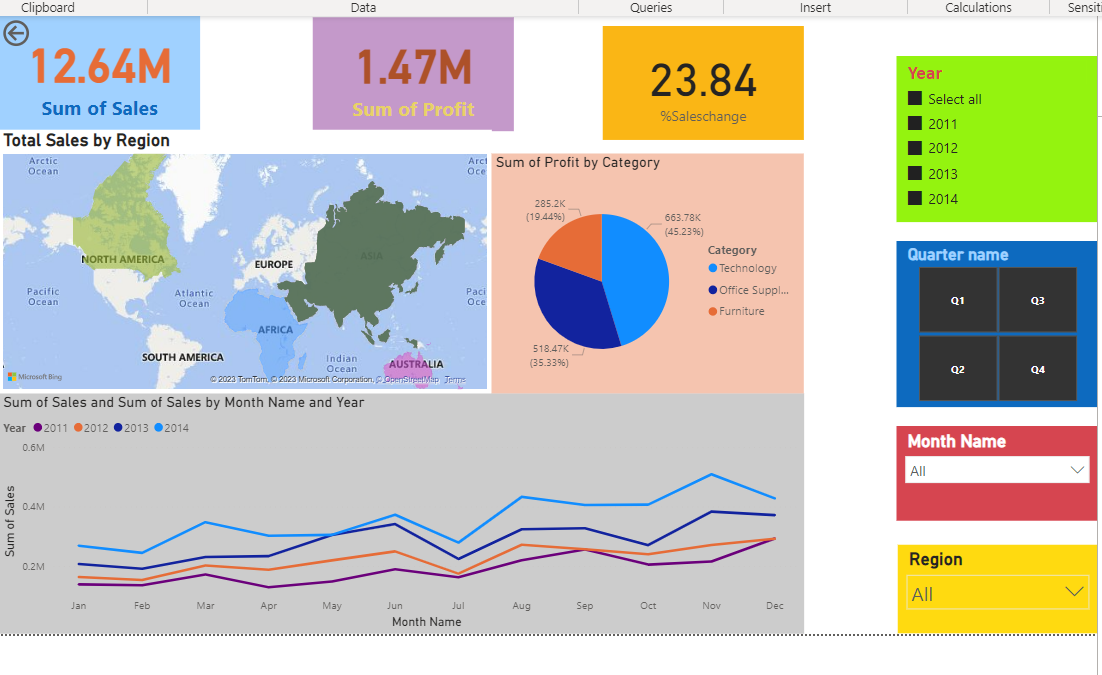 Clipboard
Data
Queries
Insert
Calculations
Sensiti
12.64M
Sum of Sales
1.47M
Sum of Profit
23.84
%Saleschange
Year
Select all
2011
2012
2013
2014
Total Sales by Region
Arctic
Ocean
Arct
Oce
NORTH AMERICA
EUROPE
ASIA
Pacific
Ocean
Atlantic
Ocean
Paci
Oce
AFRICA
SOUTH AMERICA
Indian
Ocean
AUSTRALIA
Microsoft Bing
© 2023 TomTom, © 2023 Microsoft Corporation, © OpenStreetMap Terms
Sum of Profit by Category
285.2K
(19.44%)
663.78K
(45.23%)
518.47K
(35.33%)
Category
Technology
Office Suppl...
Furniture
Quarter name
Q1
Q3
Q2
Q4
Sum of Sales and Sum of Sales by Month Name and Year
Year 2011 2012 2013 2014
0.6M
0.4M
0.2M
Sum of Sales
Jan Feb Mar Apr May Jun Jul Aug Sep Oct Nov Dec
Month Name
Month Name
All
Region
All